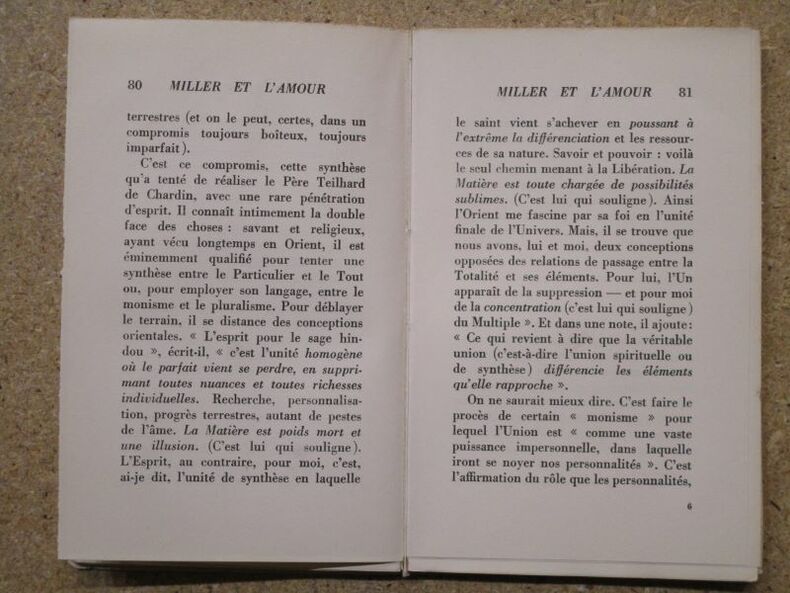 80 MILLER ET L'AMOUR
terrestres (et on le peut, certes, dans un
compromis toujours boîteux, toujours
imparfait).
C'est ce compromis, cette synthèse
qu'a tenté de réaliser le Père Teilhard
de Chardin, avec une rare pénétration
d'esprit. Il connaît intimement la double
face des choses : savant et religieux,
ayant vécu longtemps en Orient, il est
éminemment qualifié pour tenter une
synthèse entre le Particulier et le Tout
ou, pour employer son langage, entre le
monisme et le pluralisme. Pour déblayer
le terrain, il se distance des conceptions
orientales. « L'esprit pour le sage hin-
dou », écrit-il, « c'est l'unité homogène
où le parfait vient se perdre, en suppri-
mant toutes nuances et toutes richesses
individuelles. Recherche, personnalisa-
tion, progrès terrestres, autant de pestes
de l'âme. La Matière est poids mort et
une illusion. (C'est lui qui souligne).
L'Esprit, au contraire, pour moi, c'est,
ai-je dit, l'unité de synthèse en laquelle
MILLER ET L'AMOUR 81
le saint vient s'achever en poussant à
l'extrême la différenciation et les ressour-
ces de sa nature. Savoir et pouvoir : voilà
le seul chemin menant à la Libération. La
Matière est toute chargée de possibilités
sublimes. (C'est lui qui souligne). Ainsi
l'Orient me fascine par sa foi en l'unité
finale de l'Univers. Mais, il se trouve que
nous avons, lui et moi, deux conceptions
opposées des relations de passage entre la
Totalité et ses éléments. Pour lui, l'Un
apparaît de la suppression — et pour moi
de la concentration (c'est lui qui souligne)
du Multiple ». Et dans une note, il ajoute :
« Ce qui revient à dire que la véritable
union (c'est-à-dire l'union spirituelle ou
de synthèse) différencie les éléments
qu'elle rapproche ».
On ne saurait mieux dire. C'est faire le
procès de certain « monisme » pour
lequel l'Union est « comme une vaste
puissance impersonnelle, dans laquelle
iront se noyer nos personnalités ». C'est
l'affirmation du rôle que les personnalités,
6